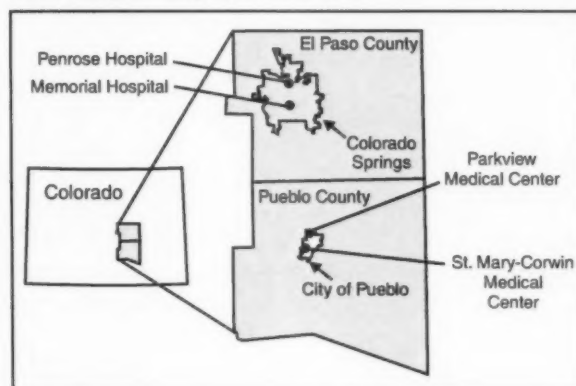 El Paso County
Penrose Hospital
Memorial Hospital
Colorado
Springs
Parkview
Medical Center
Colorado
Pueblo County
St. Mary-Corwin
Medical
Center
City of Pueblo